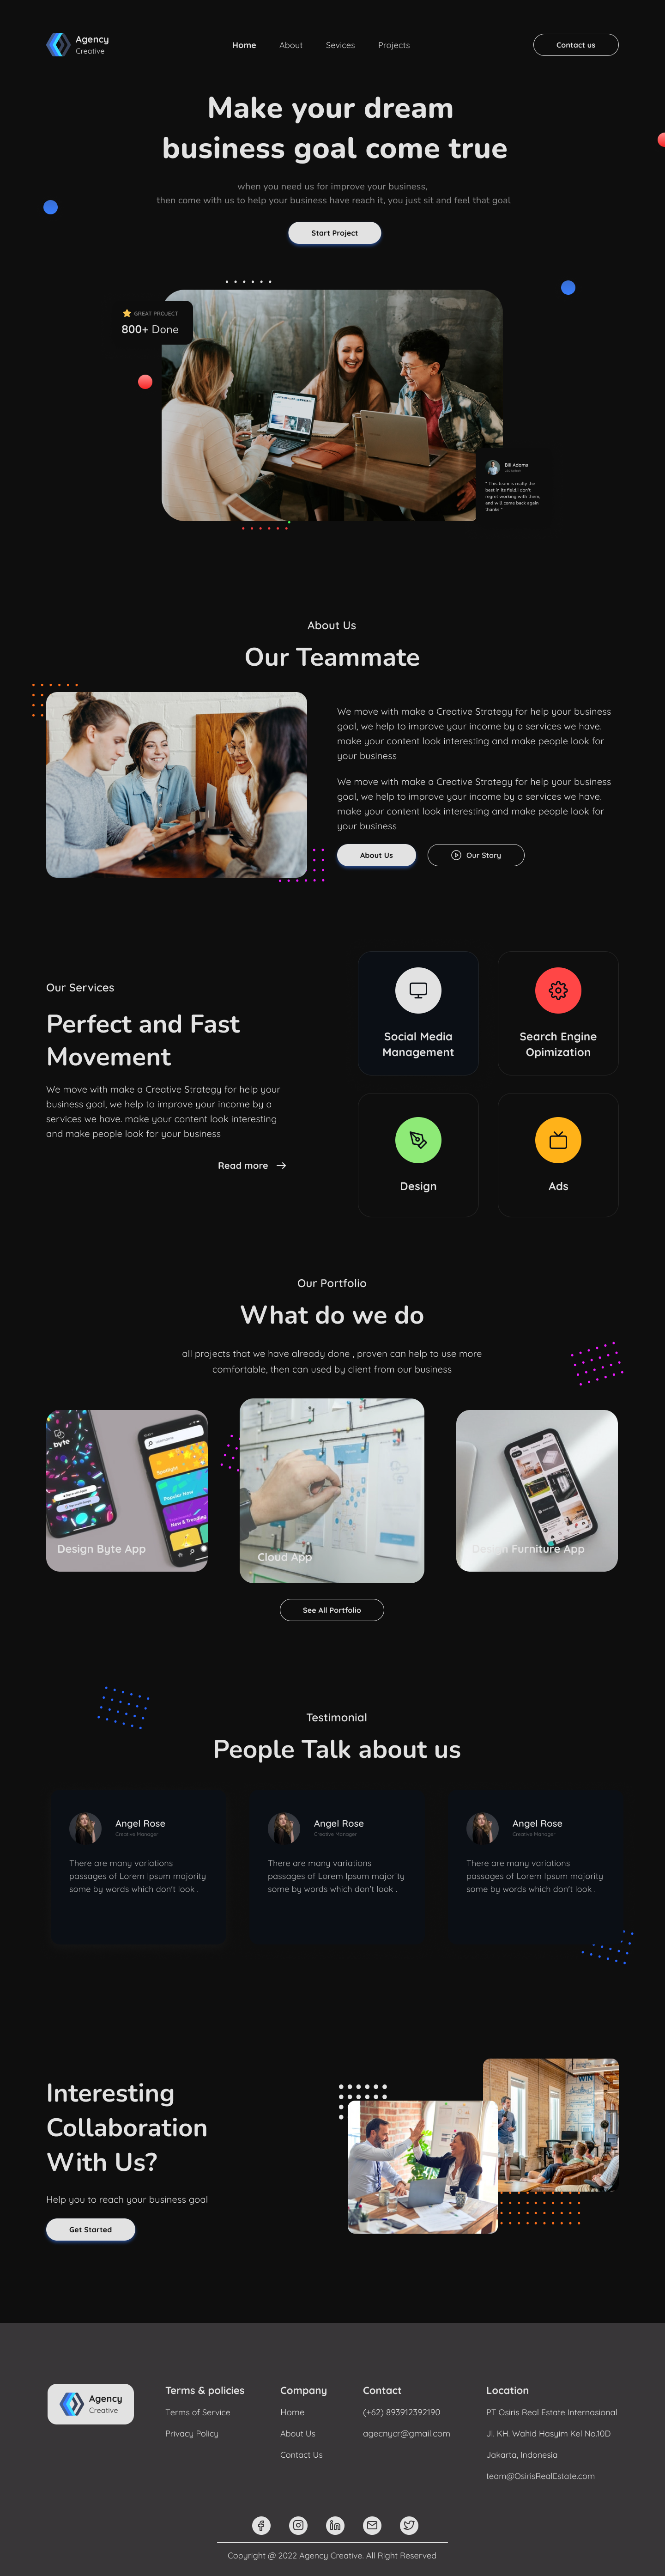 Agency
Creative
Home
About
Sevices
Projects
Contact us
Make your dream
business goal come true
when you need us for improve your business,
then come with us to help your business have reach it, you just sit and feel that goal
Start Project
GREAT PROJECT
800+ Done
Bill Adams
" This team is really the
best in its field,I don't
regret working with them,
and will come back again
thanks "
About Us
Our Teammate
We move with make a Creative Strategy for help your business
goal, we help to improve your income by a services we have.
make your content look interesting and make people look for
your business
We move with make a Creative Strategy for help your business
goal, we help to improve your income by a services we have.
make your content look interesting and make people look for
your business
About Us
Our Story
Our Services
Perfect and Fast
Movement
We move with make a Creative Strategy for help your
business goal, we help to improve your income by a
services we have. make your content look interesting
and make people look for your business
Read more
Social Media
Management
Search Engine
Opimization
Design
Ads
Our Portfolio
What do we do
all projects that we have already done , proven can help to use more
comfortable, then can used by client from our business
byte
Spotlight
Popular Now
New & Trending
Design Byte App
Cloud App
Design Furniture App
See All Portfolio
Testimonial
People Talk about us
Angel Rose
Creative Manager
There are many variations
passages of Lorem Ipsum majority
some by words which don't look .
Angel Rose
Creative Manager
There are many variations
passages of Lorem Ipsum majority
some by words which don't look .
Angel Rose
Creative Manager
There are many variations
passages of Lorem Ipsum majority
some by words which don't look .
Interesting
Collaboration
With Us?
Help you to reach your business goal
Get Started
WIN
Agency
Creative
Terms & policies
Terms of Service
Privacy Policy
Company
Home
About Us
Contact Us
Contact
(+62) 893912392190
agecnycr@gmail.com
Location
PT Osiris Real Estate Internasional
Jl. KH. Wahid Hasyim Kel No.10D
Jakarta, Indonesia
team@OsirisRealEstate.com
Copyright @ 2022 Agency Creative. All Right Reserved